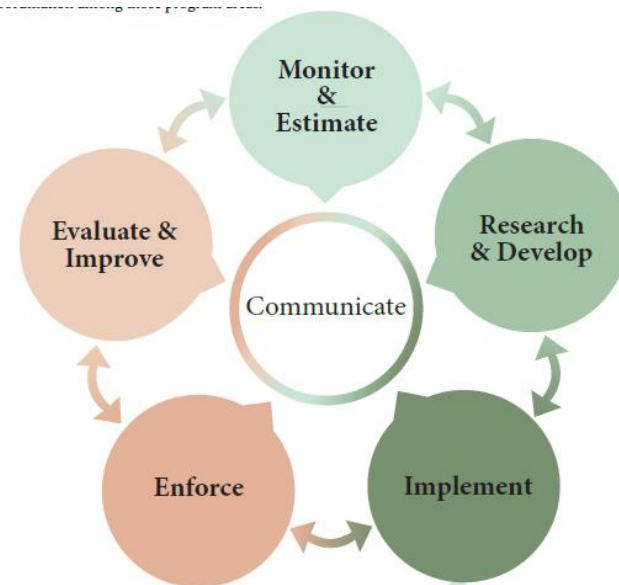 Monitor
&
Estimate
Research
& Develop
Implement
Enforce
Evaluate &
Improve
Communicate